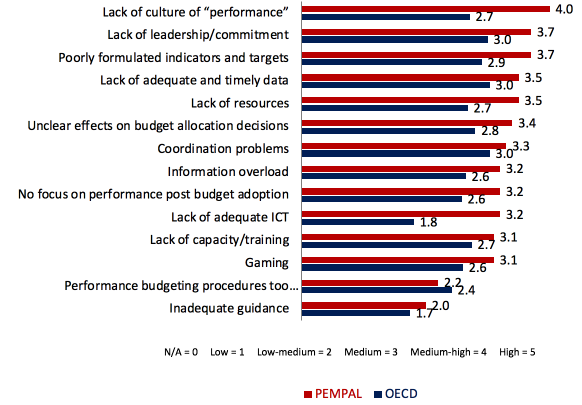 Lack of culture of “performance” 4.0
2.7
Lack of leadership/commitment 3.7
3.0
Poorly formulated indicators and targets 3.7
2.9
Lack of adequate and timely data 3.5
3.0
Lack of resources 3.5
2.7
Unclear effects on budget allocation decisions 3.4
2.8
Coordination problems 3.3
3.0
Information overload 3.2
2.6
No focus on performance post budget adoption 3.2
2.6
Lack of adequate ICT 3.2
1.8
Lack of capacity/training 3.1
2.7
Gaming 3.1
2.6
Performance budgeting procedures too... 2.2
2.4
Inadequate guidance 2.0
1.7
N/A = 0 Low = 1 Low-medium = 2 Medium = 3 Medium-high = 4 High = 5
PEMPAL OECD